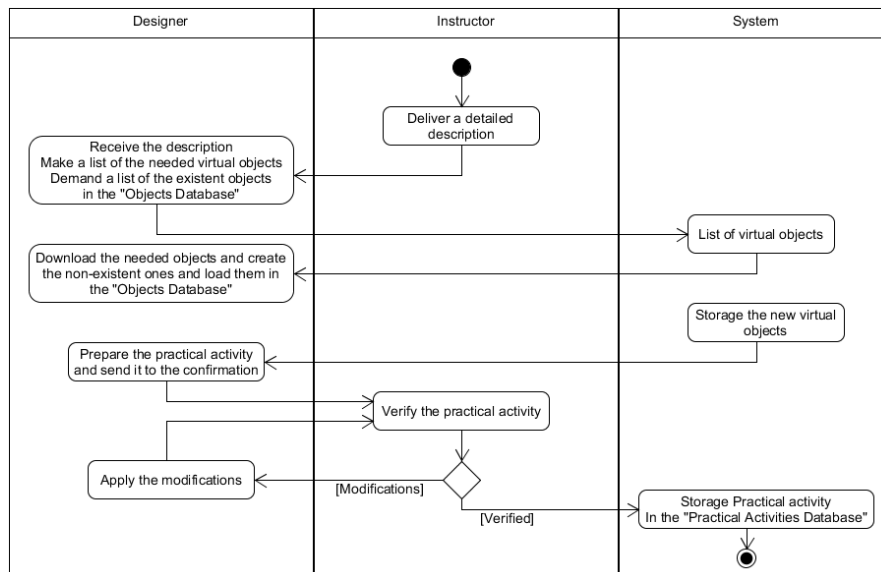 Designer
Instructor
System
Deliver a detailed
description
Receive the description
Make a list of the needed virtual objects
Demand a list of the existent objects
in the "Objects Database"
List of virtual objects
Download the needed objects and create
the non-existent ones and load them in
the "Objects Database"
Storage the new virtual
objects
Prepare the practical activity
and send it to the confirmation
Verify the practical activity
Apply the modifications
[Modifications]
[Verified]
Storage Practical activity
In the "Practical Activities Database"